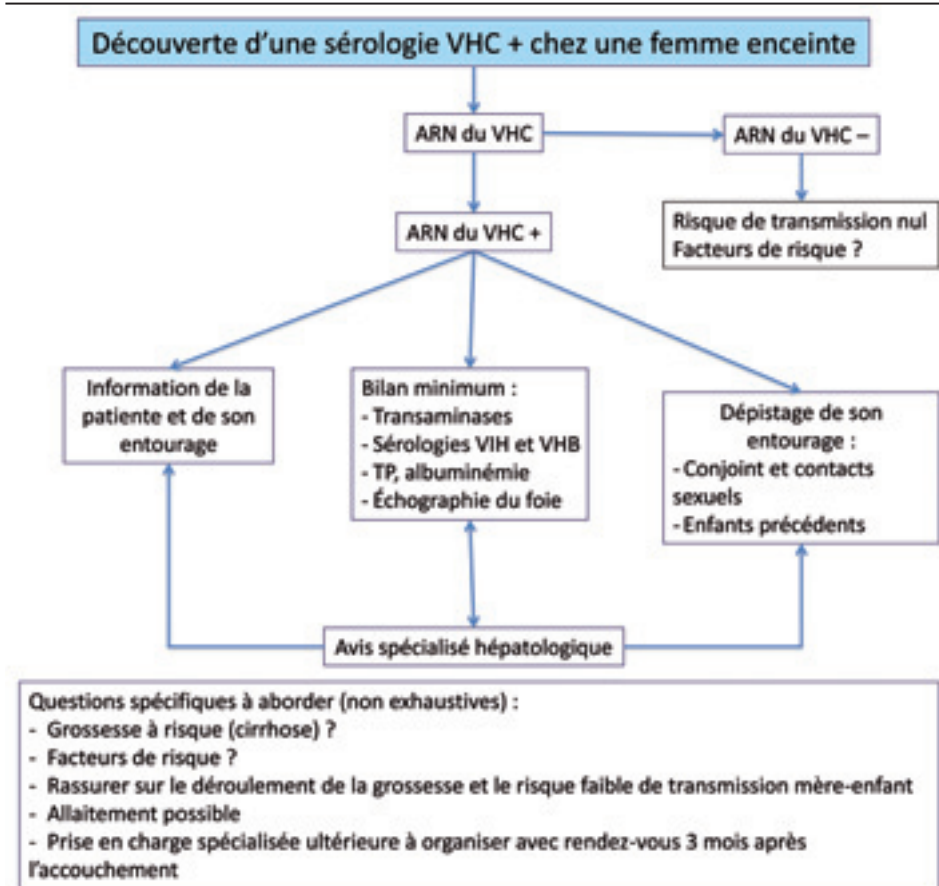 Découverte d'une sérologie VHC + chez une femme enceinte
ARN du VHC
ARN du VHC –
ARN du VHC +
Risque de transmission nul
Facteurs de risque ?
Information de la
patiente et de son
entourage
Bilan minimum :
- Transaminases
- Sérologies VIH et VHB
- TP, albuminémie
- Échographie du foie
Dépistage de son
entourage :
- Conjoint et contacts
sexuels
- Enfants précédents
Avis spécialisé hépatologique
Questions spécifiques à aborder (non exhaustives) :
- Grossesse à risque (cirrhose) ?
- Facteurs de risque ?
- Rassurer sur le déroulement de la grossesse et le risque faible de transmission mère-enfant
- Allaitement possible
- Prise en charge spécialisée ultérieure à organiser avec rendez-vous 3 mois après
l'accouchement